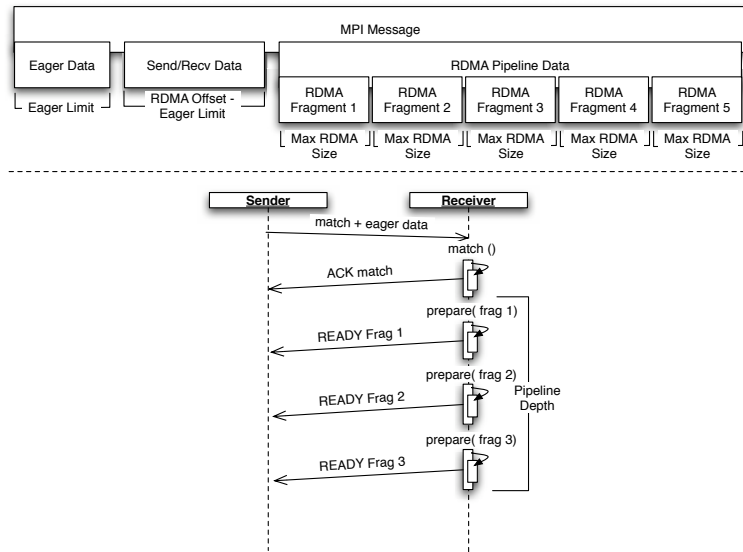 MPI Message
Eager Data
Send/Recv Data
RDMA Pipeline Data
RDMA
Fragment 1
RDMA
Fragment 2
RDMA
Fragment 3
RDMA
Fragment 4
RDMA
Fragment 5
Eager Limit
RDMA Offset -
Eager Limit
Max RDMA
Size
Max RDMA
Size
Max RDMA
Size
Max RDMA
Size
Max RDMA
Size
Sender
Receiver
match + eager data
match ()
ACK match
prepare( frag 1)
READY Frag 1
prepare( frag 2)
Pipeline
Depth
READY Frag 2
prepare( frag 3)
READY Frag 3